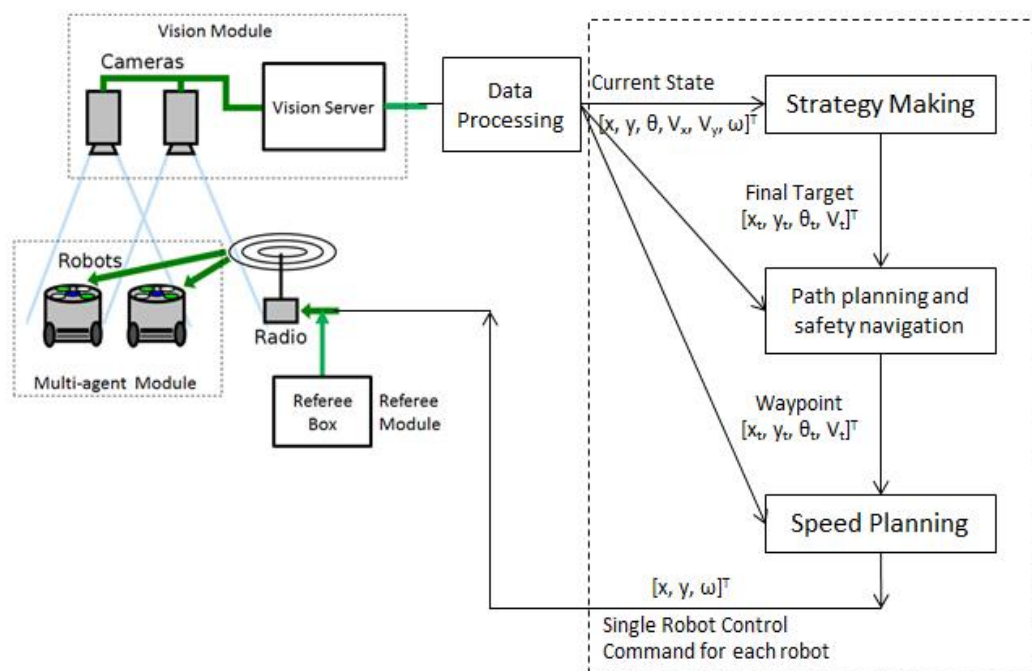 Vision Module
Cameras
Vision Server
Data
Processing
Current State
[x, y, θ, Vₓ, Vᵧ, ω]ᵀ
Strategy Making
Final Target
[xₜ, yₜ, θₜ, Vₜ]ᵀ
Robots
Path planning and
safety navigation
Radio
Multi-agent Module
Referee
Box
Referee
Module
Waypoint
[xₜ, yₜ, θₜ, Vₜ]ᵀ
Speed Planning
[x, y, ω]ᵀ
Single Robot Control
Command for each robot